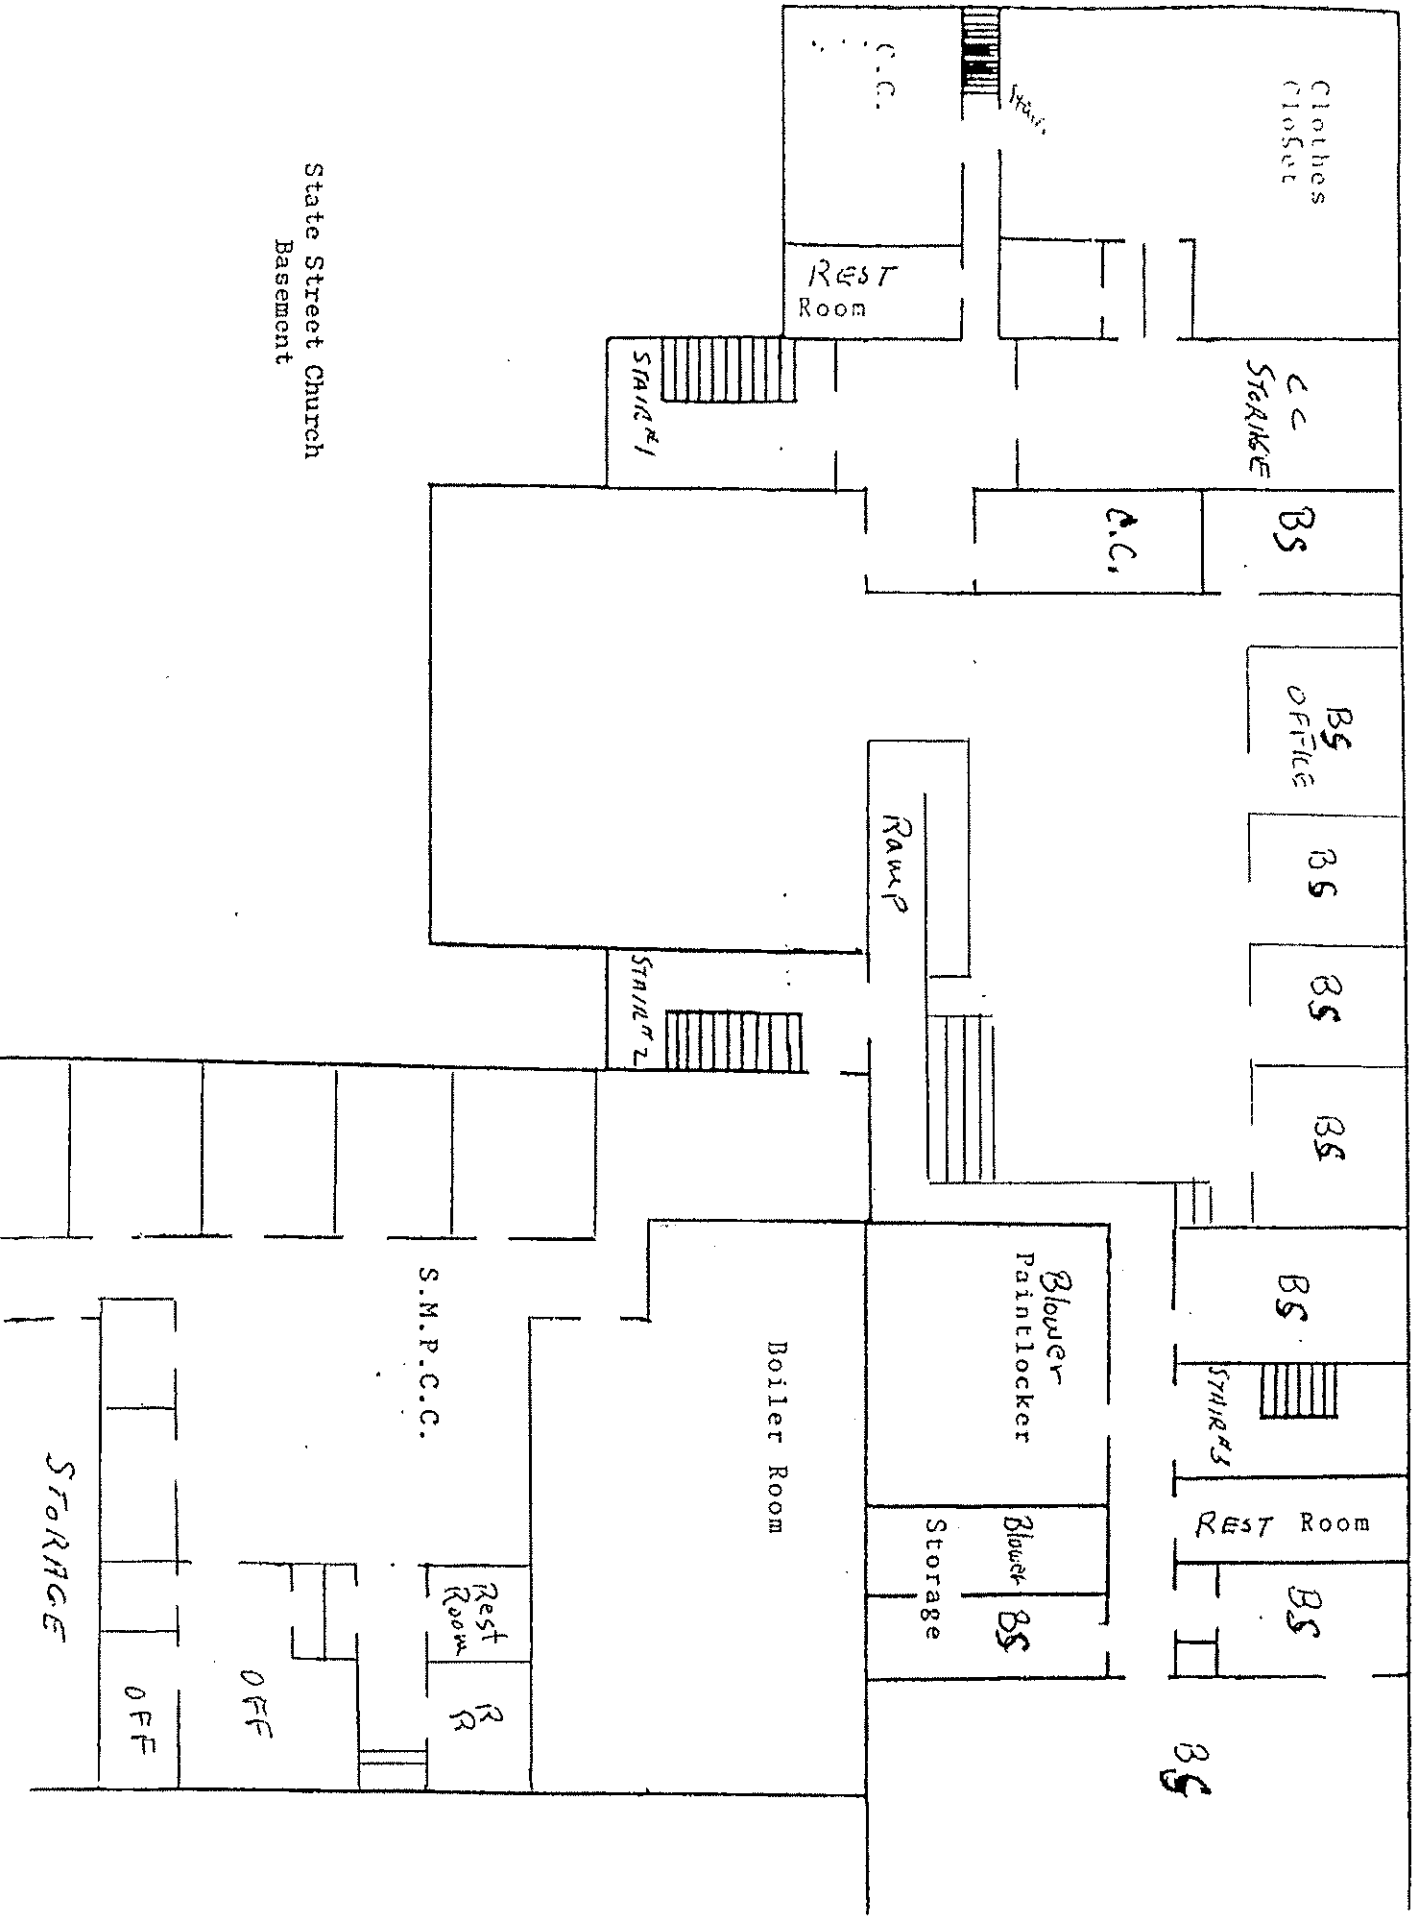 Clothes
Closet
C.C.
REST
Room
STAIR #1
C C
STORAGE
C.C.
BS
BS
OFFICE
BS
BS
BS
Ramp
STAIR #2
BS
STAIR #3
REST Room
BS
Blower
Paintlocker
Blower
Storage
BS
BS
Boiler Room
S.M.P.C.C.
Rest
Room
R
R
OFF
OFF
STORAGE
State Street Church
Basement